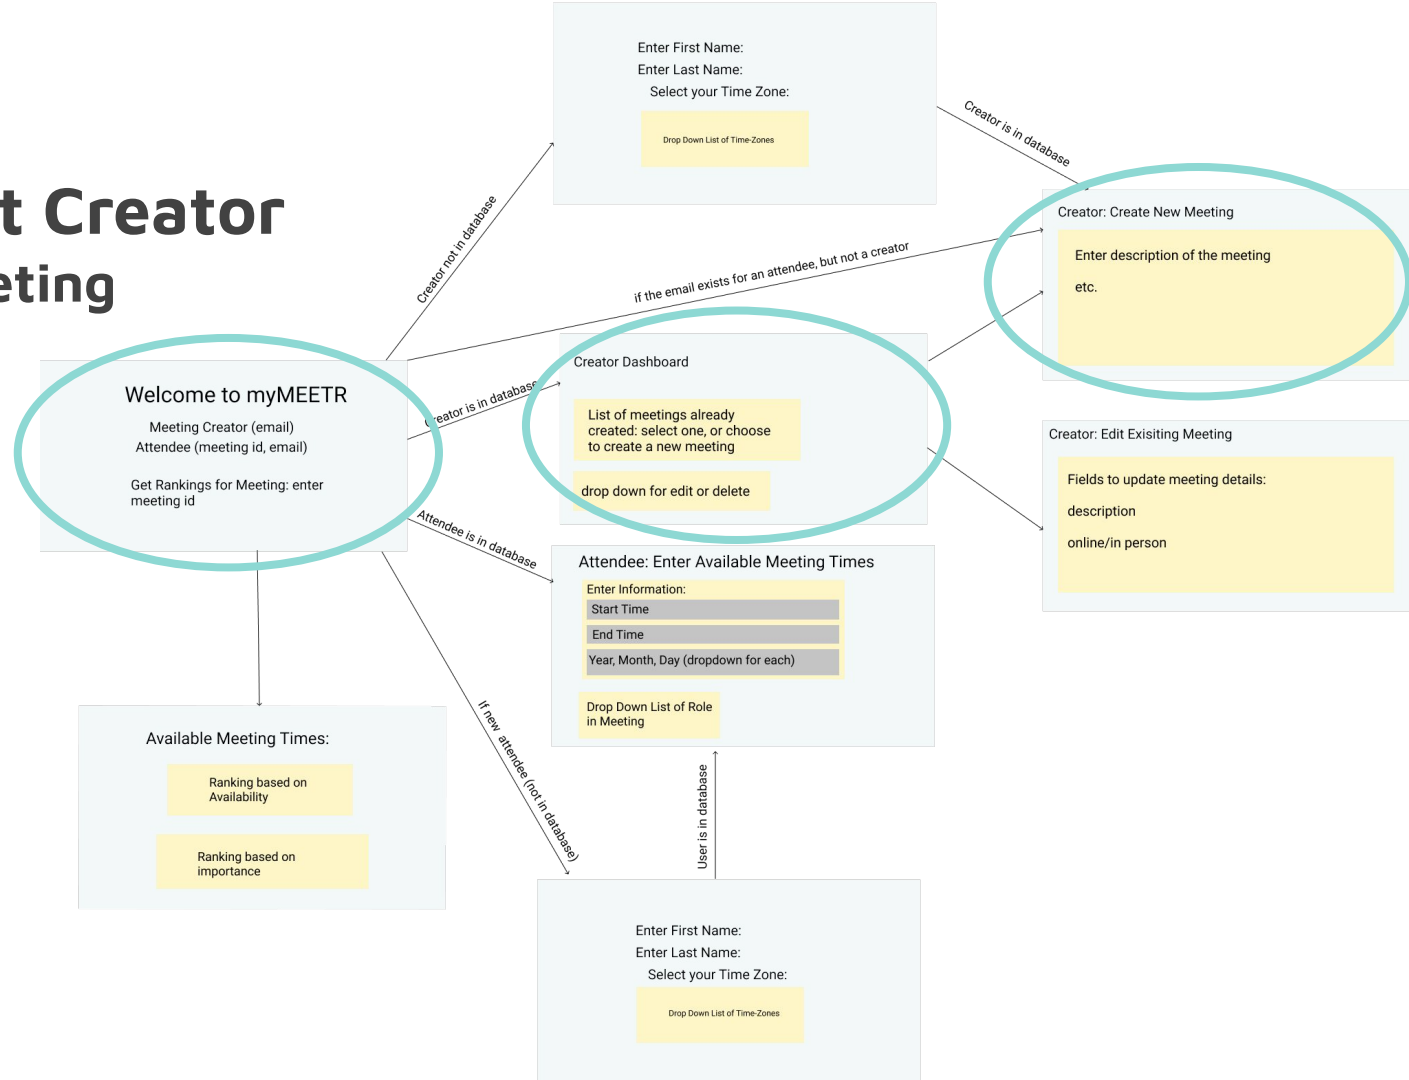 t Creator
eting
Enter First Name:
Enter Last Name:
Select your Time Zone:
Drop Down List of Time-Zones
Creator not in database
Creator is in database
if the email exists for an attendee, but not a creator
Creator is in database
Attendee is in database
If new attendee (not in database)
User is in database
Welcome to myMEETR
Meeting Creator (email)
Attendee (meeting id, email)
Get Rankings for Meeting: enter
meeting id
Creator Dashboard
List of meetings already
created: select one, or choose
to create a new meeting
drop down for edit or delete
Creator: Create New Meeting
Enter description of the meeting
etc.
Creator: Edit Exisiting Meeting
Fields to update meeting details:
description
online/in person
Attendee: Enter Available Meeting Times
Enter Information:
Start Time
End Time
Year, Month, Day (dropdown for each)
Drop Down List of Role
in Meeting
Available Meeting Times:
Ranking based on
Availability
Ranking based on
importance
Enter First Name:
Enter Last Name:
Select your Time Zone:
Drop Down List of Time-Zones